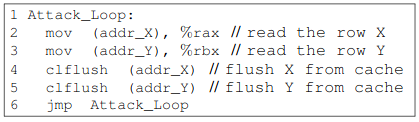 1 Attack_Loop:
2 mov (addr_X), %rax // read the row X
3 mov (addr_Y), %rbx // read the row Y
4 clflush (addr_X) // flush X from cache
5 clflush (addr_Y) // flush Y from cache
6 jmp Attack_Loop